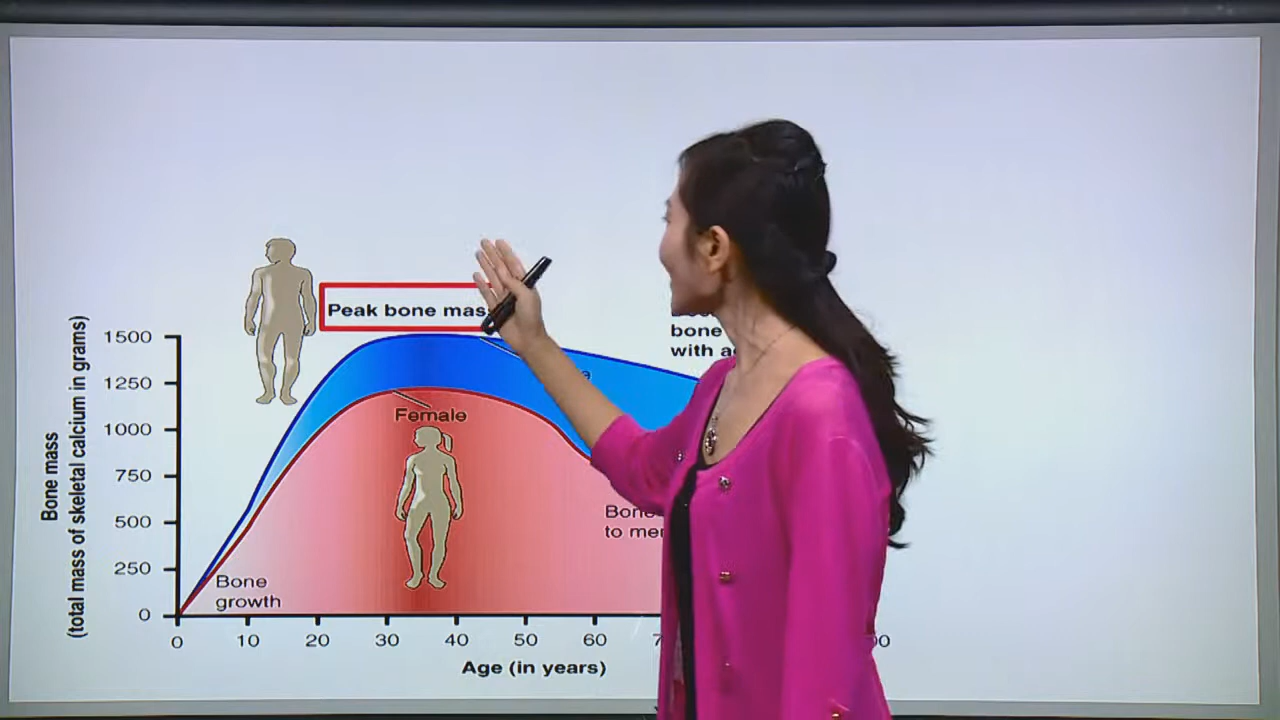 Peak bone mas
bone
with a
1500
1250
1000
750
500
250
0
Bone mass
(total mass of skeletal calcium in grams)
Female
to me
Bone
growth
0
10
20
30
40
50
60
Age (in years)